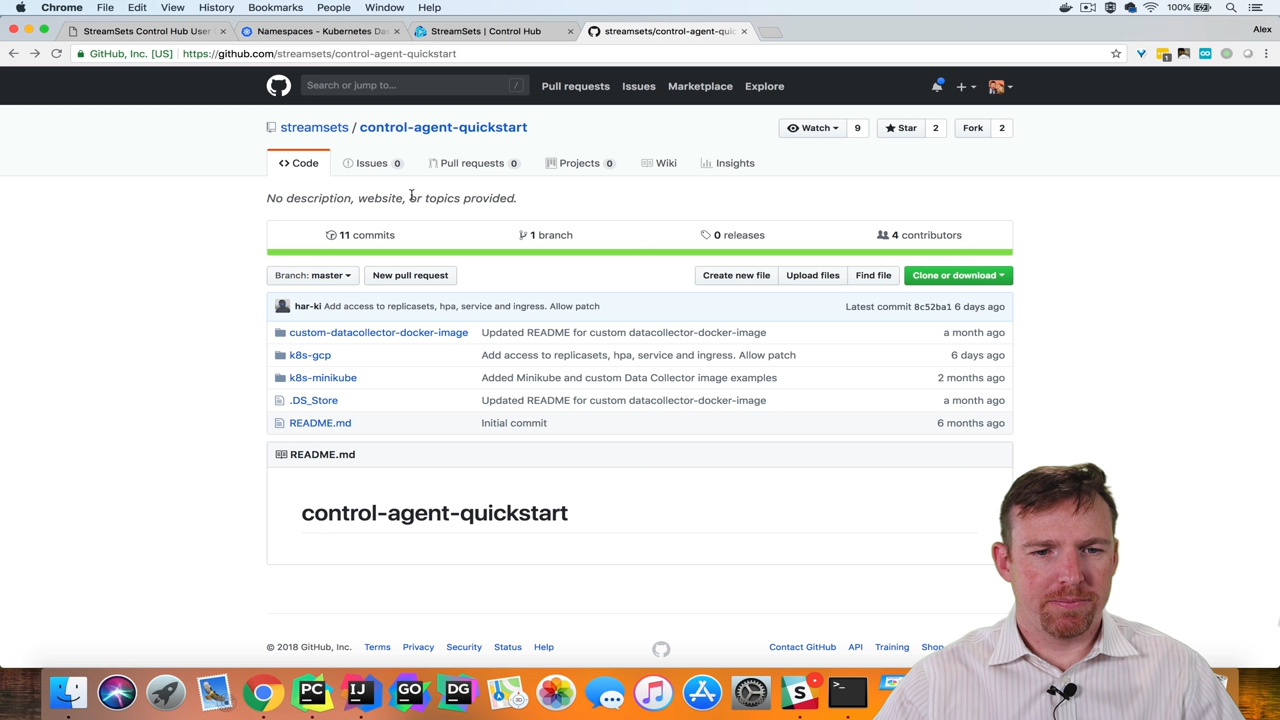 Chrome File Edit View History Bookmarks People Window Help 100%
StreamSets Control Hub User Namespaces - Kubernetes Das StreamSets | Control Hub streamsets/control-agent-quic Alex
GitHub, Inc. [US] https://github.com/streamsets/control-agent-quickstart
Search or jump to... / Pull requests Issues Marketplace Explore
streamsets / control-agent-quickstart Watch 9 Star 2 Fork 2
<> Code Issues 0 Pull requests 0 Projects 0 Wiki Insights
No description, website, or topics provided.
11 commits 1 branch 0 releases 4 contributors
Branch: master New pull request Create new file Upload files Find file Clone or download
har-ki Add access to replicasets, hpa, service and ingress. Allow patch Latest commit 8c52ba1 6 days ago
custom-datacollector-docker-image Updated README for custom datacollector-docker-image a month ago
k8s-gcp Add access to replicasets, hpa, service and ingress. Allow patch 6 days ago
k8s-minikube Added Minikube and custom Data Collector image examples 2 months ago
.DS_Store Updated README for custom datacollector-docker-image a month ago
README.md Initial commit 6 months ago
README.md
control-agent-quickstart
© 2018 GitHub, Inc. Terms Privacy Security Status Help Contact GitHub API Training Shop
PC IJ GO DG >_